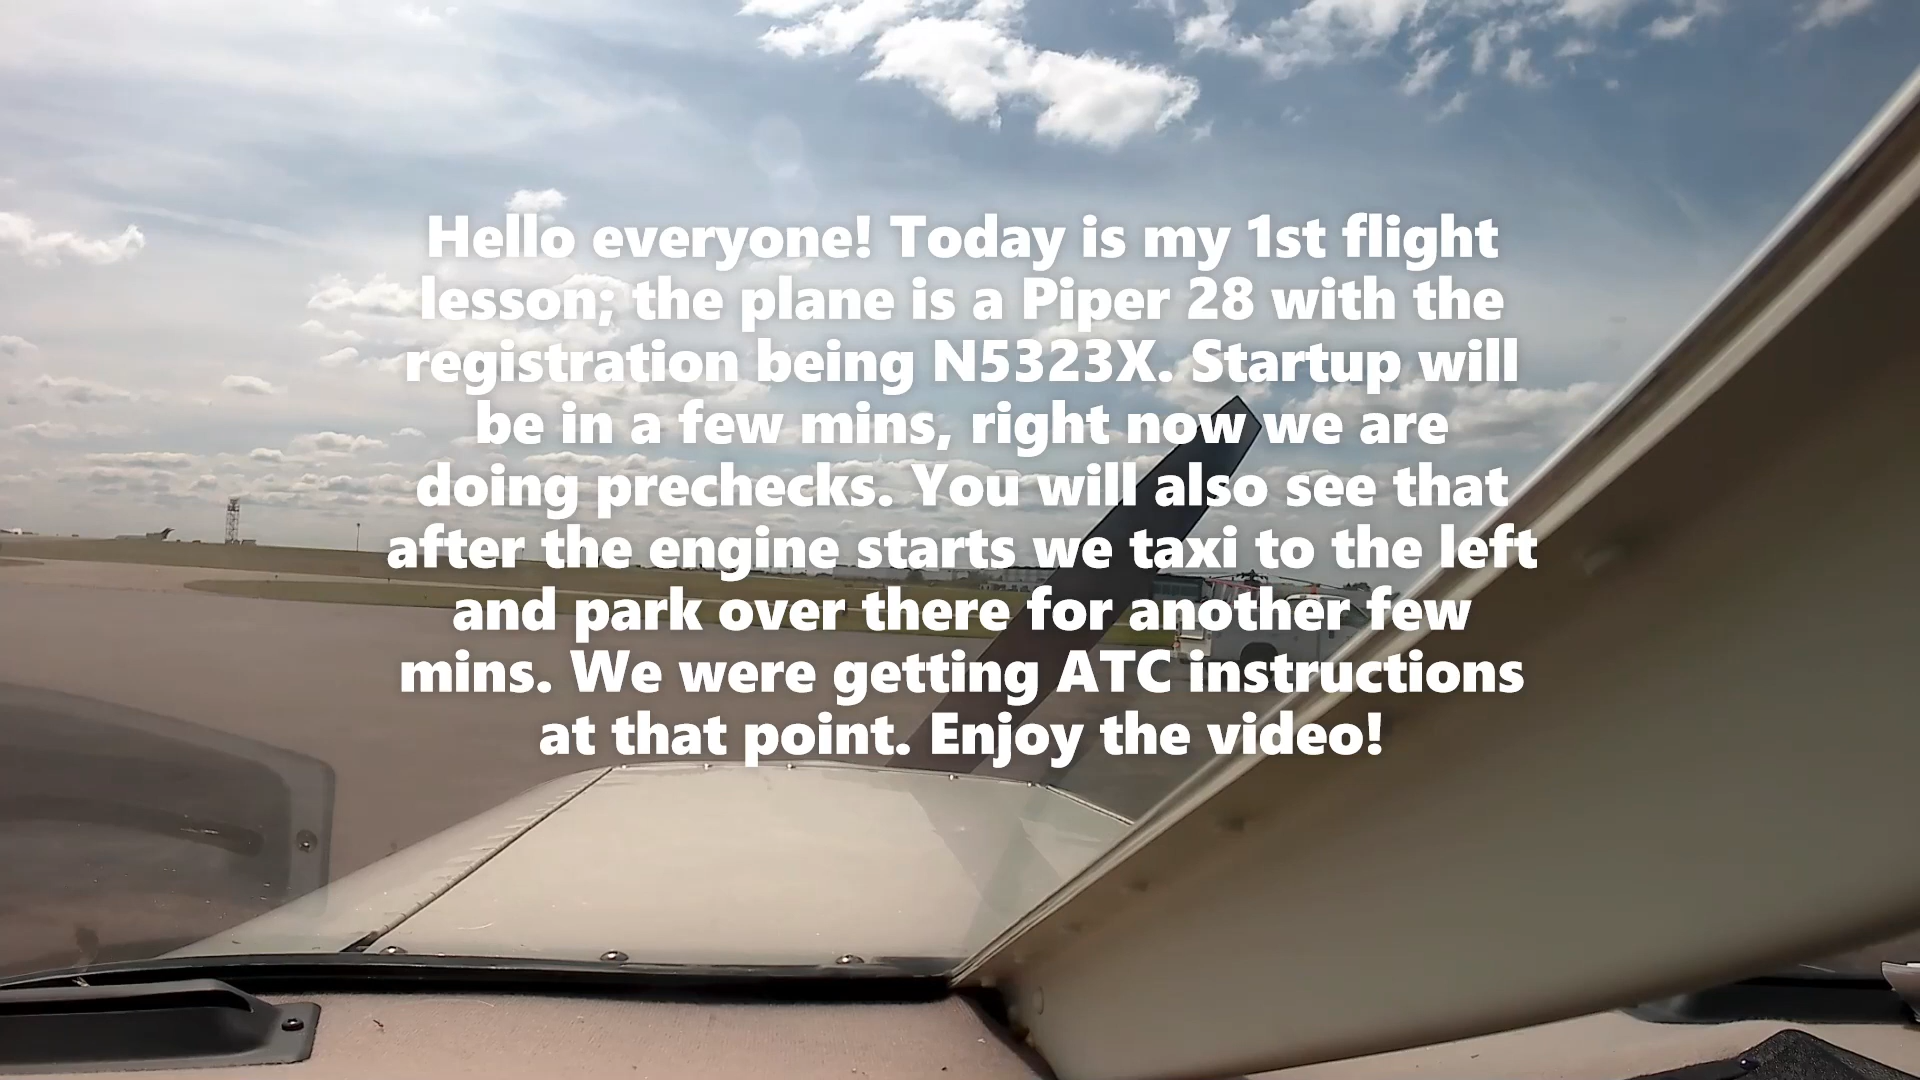 Hello everyone! Today is my 1st flight
lesson; the plane is a Piper 28 with the
registration being N5323X. Startup will
be in a few mins, right now we are
doing prechecks. You will also see that
after the engine starts we taxi to the left
and park over there for another few
mins. We were getting ATC instructions
at that point. Enjoy the video!